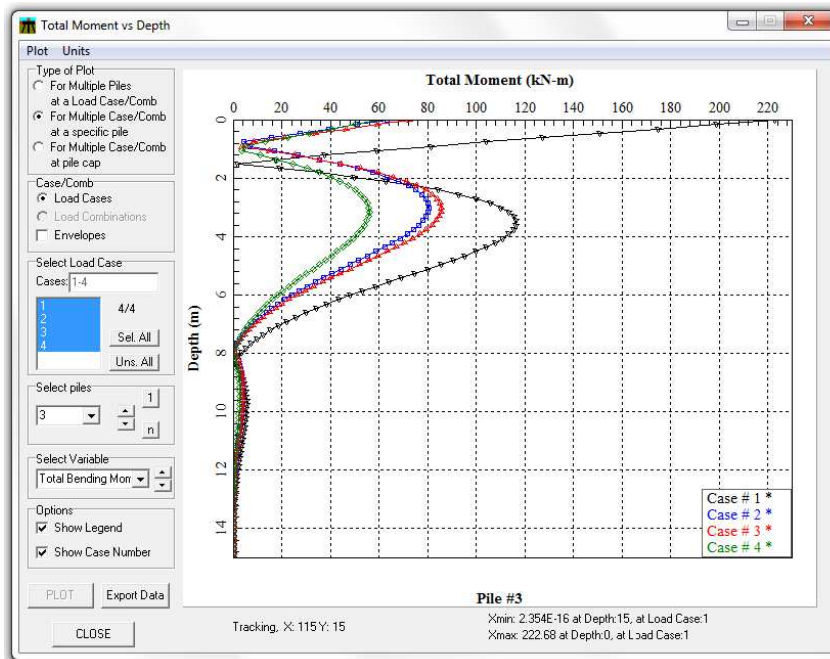 Total Moment vs Depth
Plot Units
Type of Plot
For Multiple Piles
at a Load Case/Comb
For Multiple Case/Comb
at a specific pile
For Multiple Case/Comb
at pile cap
Case/Comb
Load Cases
Load Combinations
Envelopes
Select Load Case
Cases: 1-4
1
2
3
4
4/4
Sel. All
Uns. All
Select piles
3
1
n
Select Variable
Total Bending Mom
Options
Show Legend
Show Case Number
PLOT Export Data
CLOSE
Total Moment (kN-m)
0 20 40 60 80 100 120 140 160 180 200 220
Depth (m)
0
2
4
6
8
10
12
14
Case # 1 *
Case # 2 *
Case # 3 *
Case # 4 *
Pile #3
Tracking, X: 115 Y: 15
Xmin: 2.354E-16 at Depth:15, at Load Case:1
Xmax: 222.68 at Depth:0, at Load Case:1